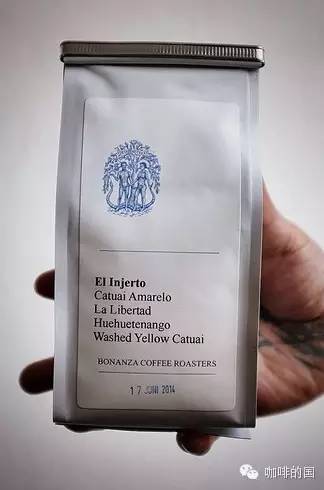 El Injerto
Catuai Amarelo
La Libertad
Huehuetenango
Washed Yellow Catuai
BONANZA COFFEE ROASTERS
17 JUNI 2014
咖啡的国